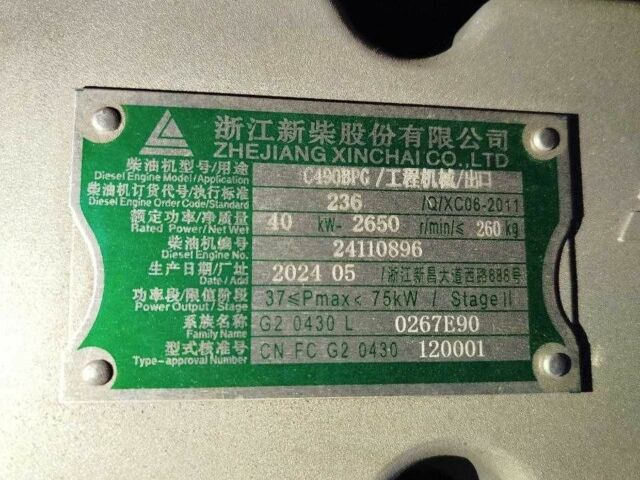 浙江新柴股份有限公司
ZHEJIANG XINCHAI CO.,LTD
柴油机型号/用途 C490BPG /工程机械/出口
Diesel Engine Model/Application
柴油机订货代号/执行标准 236 /Q/XC06-2011
Diesel Engine Order Code/Standard
额定功率/净质量 40 kW- 2650 r/min/≤ 260 kg
Rated Power/Net Wet
柴油机编号 24110896
Diesel Engine No.
生产日期/厂址 2024 05 /浙江新昌大道西路888号
Date/Add
功率段/限值阶段 37≤Pmax< 75kW / Stage II
Power Output/Stage
系族名称 G2 0430 L 0267E90
Family Name
型式核准号 CN FC G2 0430 120001
Type-approval Number